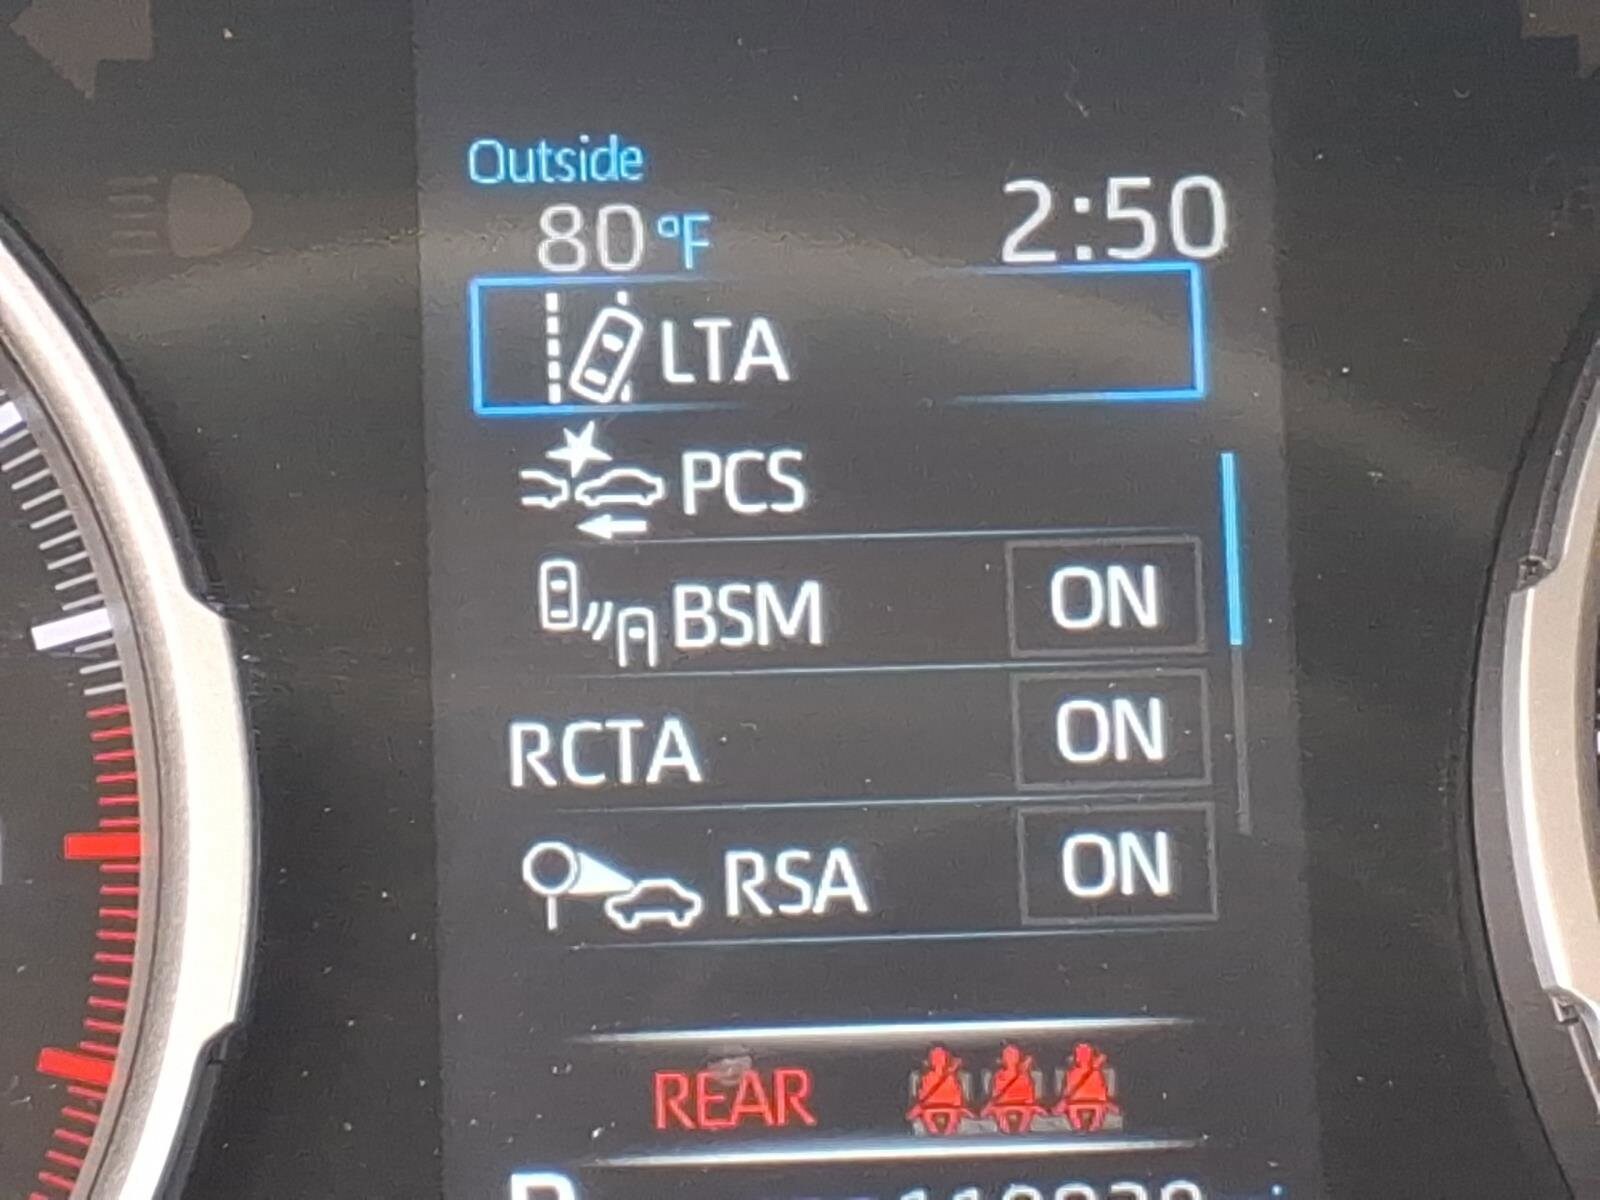 Outside
80 °F 2:50
LTA
PCS
BSM ON
RCTA ON
RSA ON
REAR